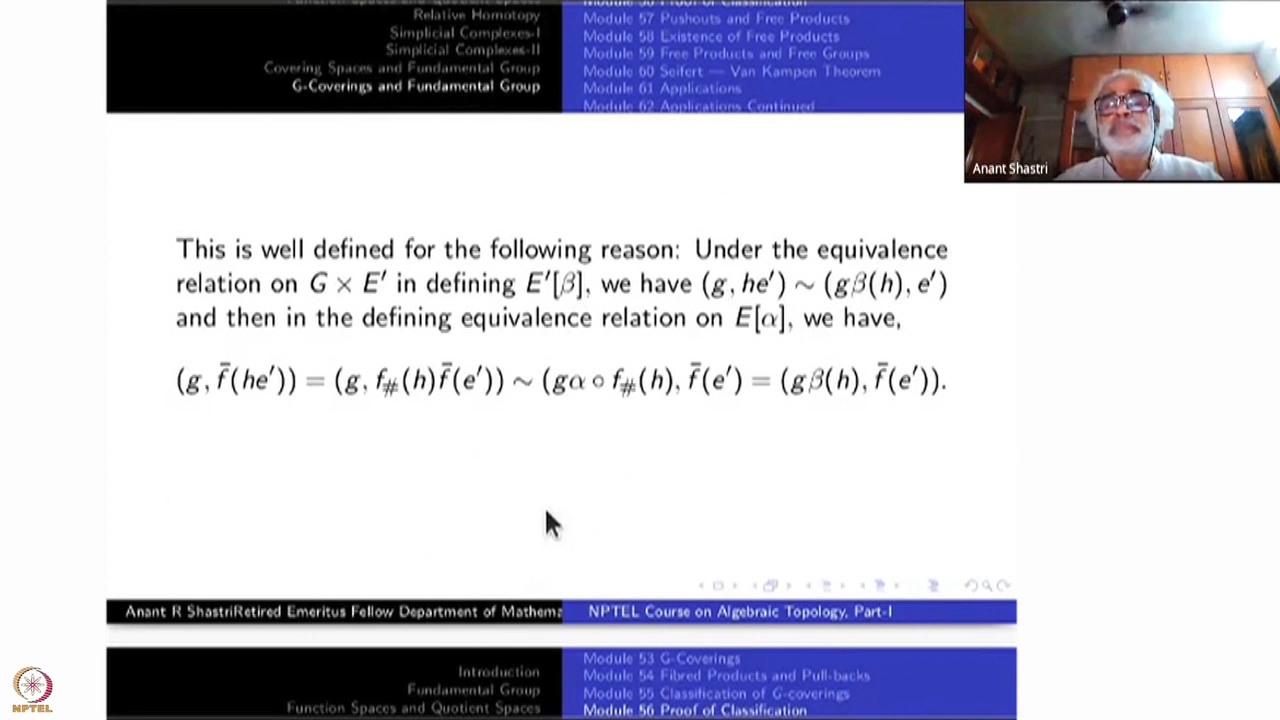 Relative Homotopy
Simplicial Complexes-I
Simplicial Complexes-II
Covering Spaces and Fundamental Group
G-Coverings and Fundamental Group
Module 57 Pushouts and Free Products
Module 58 Existence of Free Products
Module 59 Free Products and Free Groups
Module 60 Seifert — Van Kampen Theorem
Module 61 Applications
Module 62 Applications Continued
Anant Shastri
This is well defined for the following reason: Under the equivalence
relation on G × E′ in defining E′[β], we have (g, he′) ∼ (gβ(h), e′)
and then in the defining equivalence relation on E[α], we have,
(g, f̄(he′)) = (g, f#(h)f̄(e′)) ∼ (gα ∘ f#(h), f̄(e′) = (gβ(h), f̄(e′)).
Anant R ShastriRetired Emeritus Fellow Department of Mathema
NPTEL Course on Algebraic Topology, Part-I
Introduction
Fundamental Group
Function Spaces and Quotient Spaces
Module 53 G-Coverings
Module 54 Fibred Products and Pull-backs
Module 55 Classification of G-coverings
Module 56 Proof of Classification
NPTEL